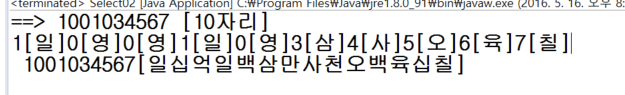 <terminated> Select02 [Java Application] C:₩Program Files₩Java₩jre1.8.0_91₩bin₩javaw.exe (2016. 5. 16. 오후 8:
==> 1001034567 [10자리]
1[일]0[영]0[영]1[일]0[영]3[삼]4[사]5[오]6[육]7[칠]
1001034567[일십억일백삼만사천오백육십칠]